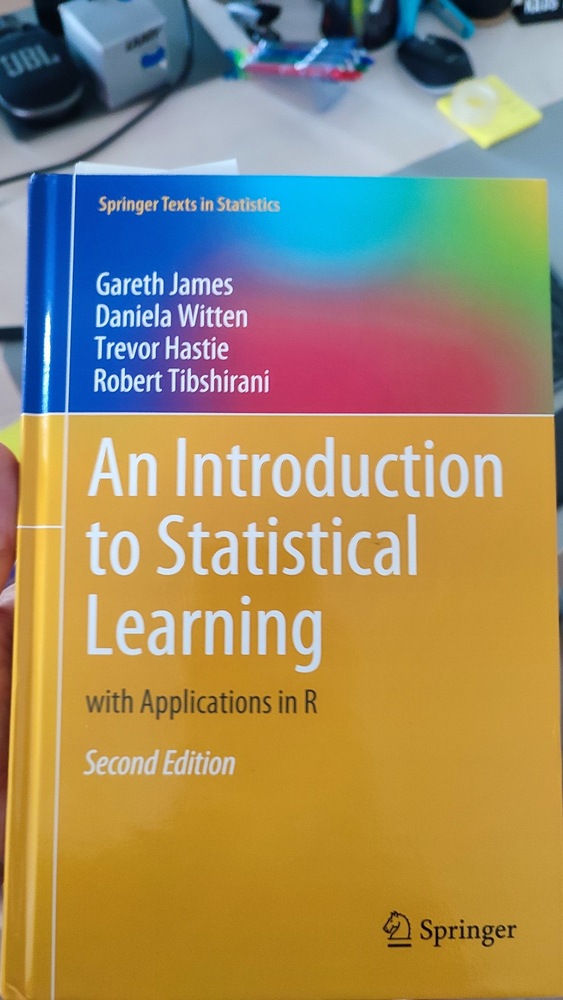 JBL
Springer Texts in Statistics
Gareth James
Daniela Witten
Trevor Hastie
Robert Tibshirani
An Introduction
to Statistical
Learning
with Applications in R
Second Edition
Springer